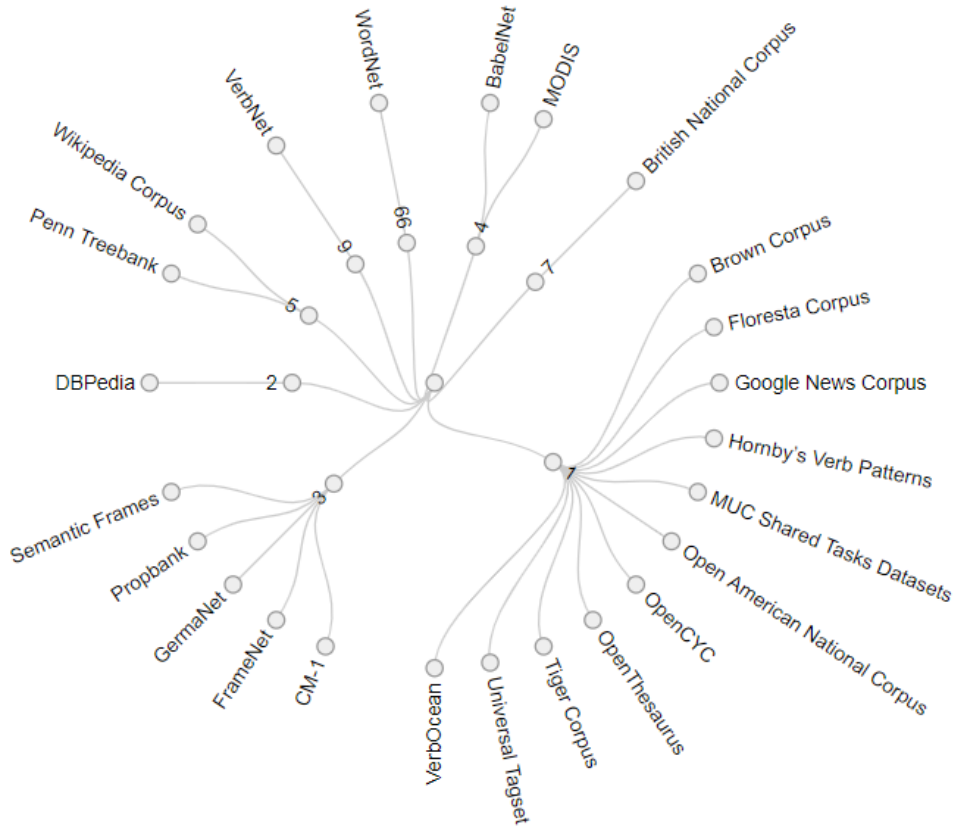 WordNet
BabelNet
MODIS
British National Corpus
VerbNet
Wikipedia Corpus
Penn Treebank
DBPedia
66
4
7
9
5
2
3
1
Brown Corpus
Floresta Corpus
Google News Corpus
Hornby's Verb Patterns
MUC Shared Tasks Datasets
Open American National Corpus
OpenCYC
OpenThesaurus
Tiger Corpus
Universal Tagset
VerbOcean
CM-1
FrameNet
GermaNet
Propbank
Semantic Frames